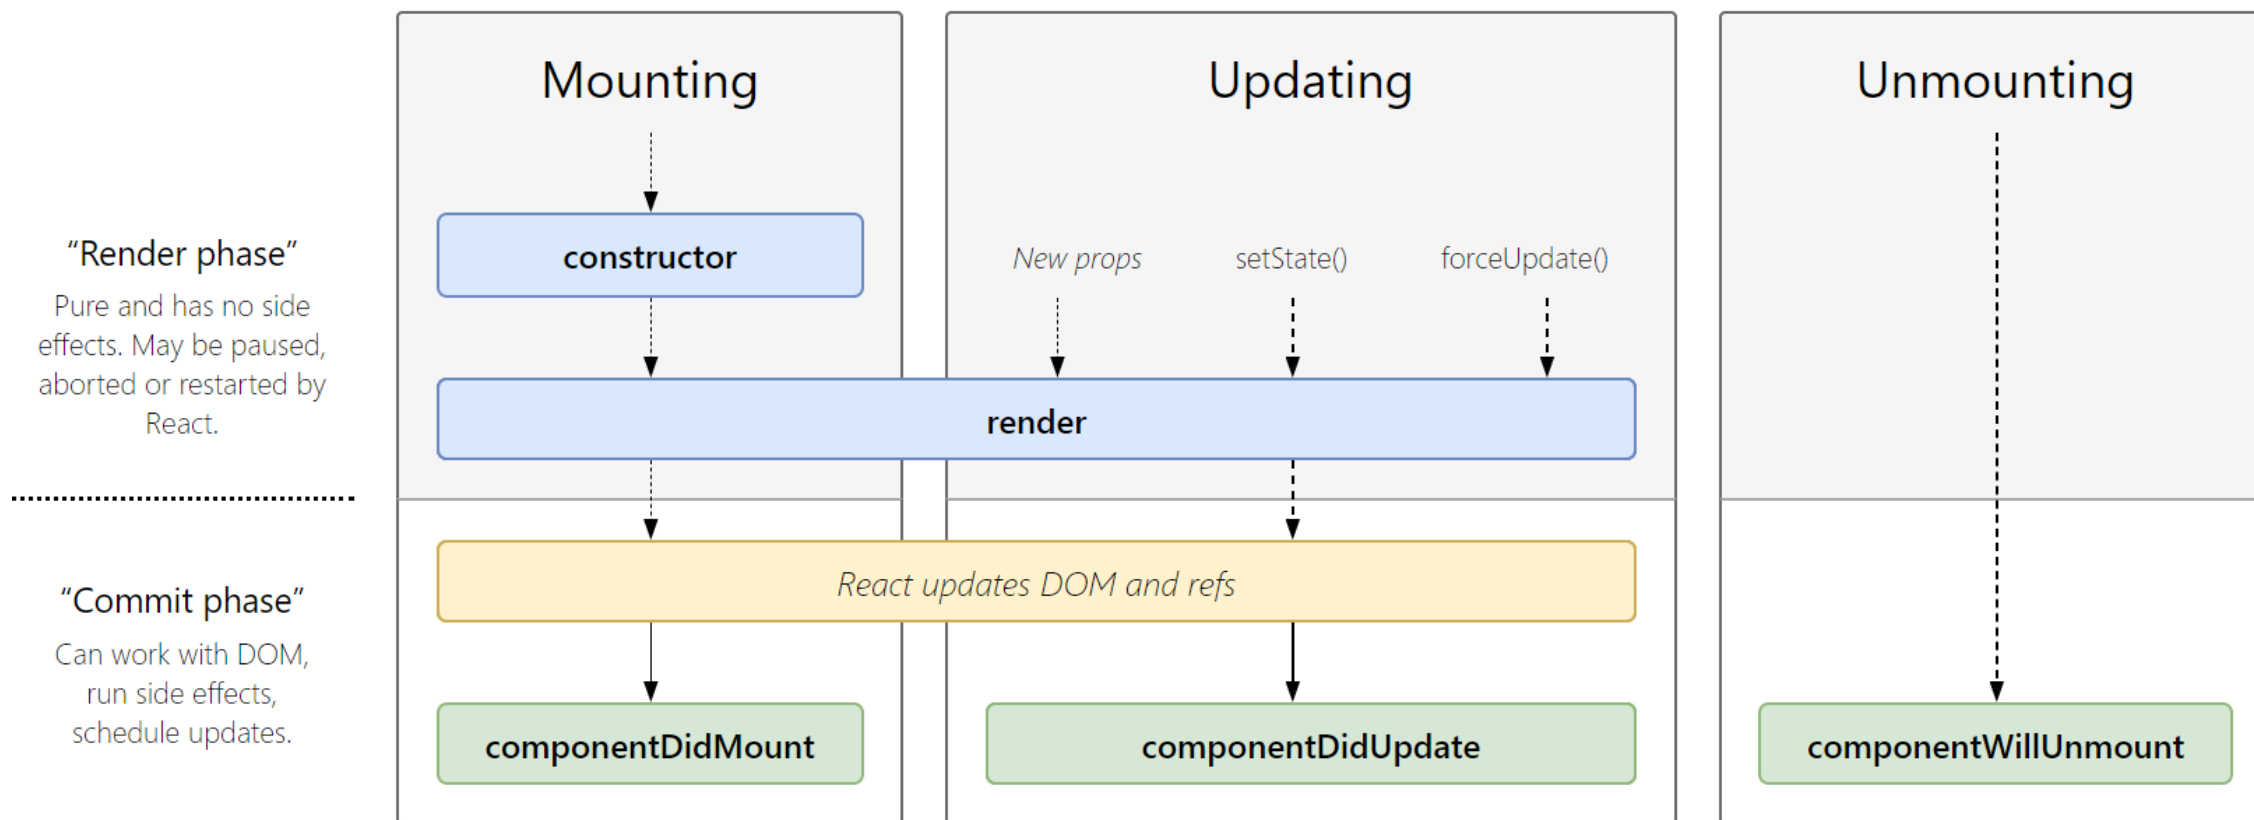 Mounting
Updating
Unmounting
“Render phase”
Pure and has no side
effects. May be paused,
aborted or restarted by
React.
constructor
New props
setState()
forceUpdate()
render
“Commit phase”
Can work with DOM,
run side effects,
schedule updates.
React updates DOM and refs
componentDidMount
componentDidUpdate
componentWillUnmount